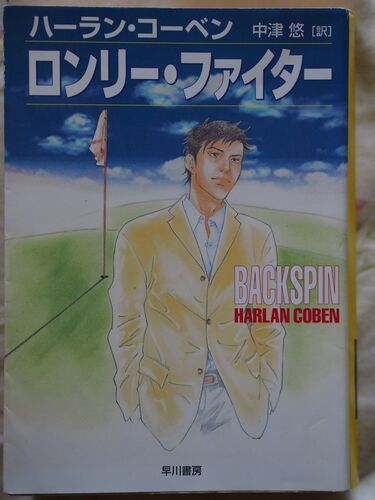 ハーラン・コーベン
中津 悠[訳]
ロンリー・ファイター
BACKSPIN
HARLAN COBEN
早川書房